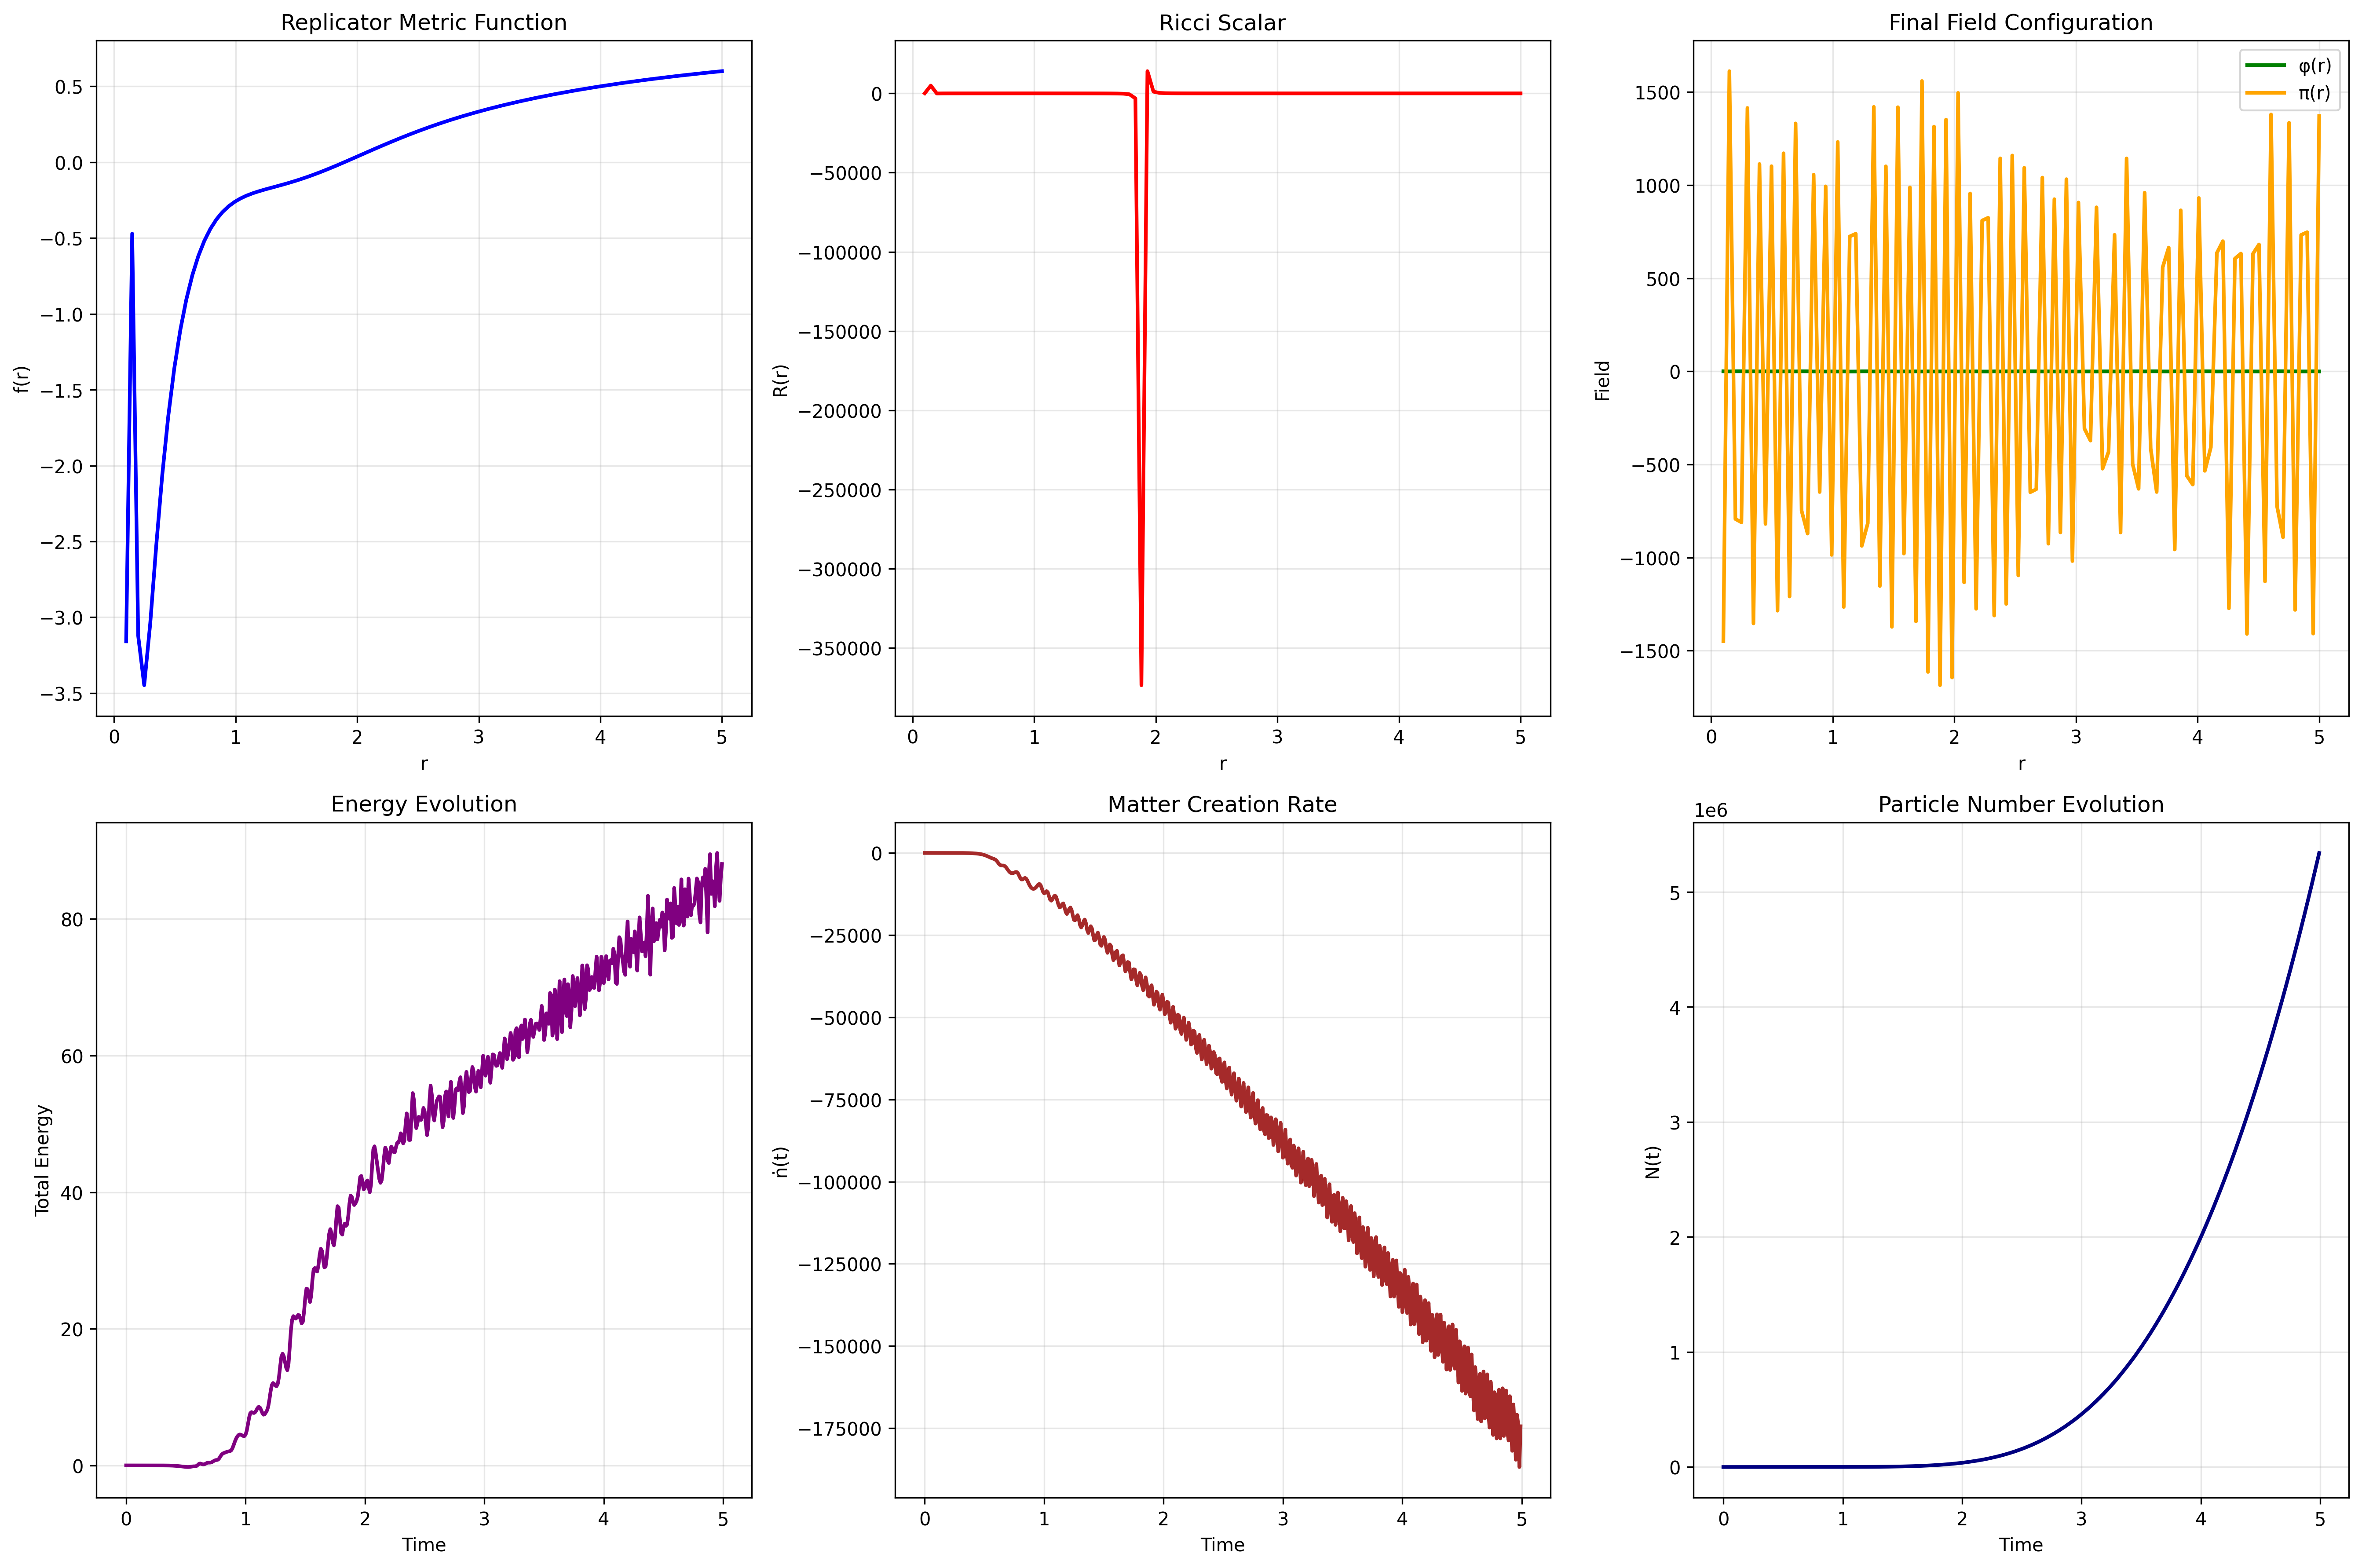 Replicator Metric Function
0.5
0.0
−0.5
−1.0
−1.5
−2.0
−2.5
−3.0
−3.5
f(r)
0 1 2 3 4 5
r
Ricci Scalar
0
−50000
−100000
−150000
−200000
−250000
−300000
−350000
R(r)
0 1 2 3 4 5
r
Final Field Configuration
φ(r)
π(r)
1500
1000
500
0
−500
−1000
−1500
Field
0 1 2 3 4 5
r
Energy Evolution
80
60
40
20
0
Total Energy
0 1 2 3 4 5
Time
Matter Creation Rate
0
−25000
−50000
−75000
−100000
−125000
−150000
−175000
ṅ(t)
0 1 2 3 4 5
Time
Particle Number Evolution
1e6
5
4
3
2
1
0
N(t)
0 1 2 3 4 5
Time